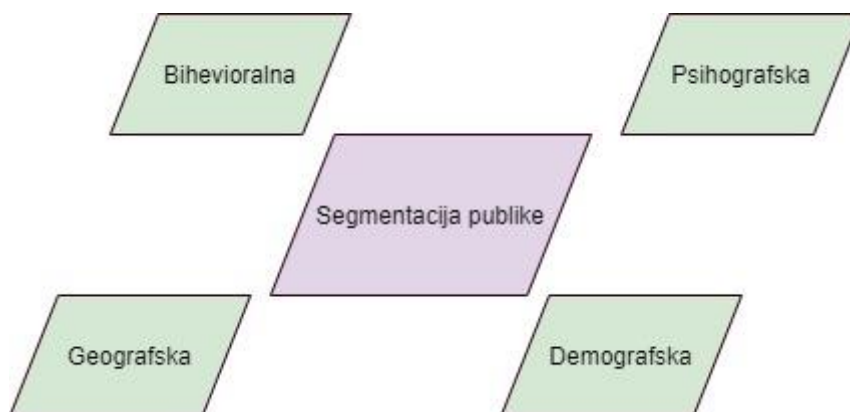 Bihevioralna
Psihografska
Segmentacija publike
Geografska
Demografska